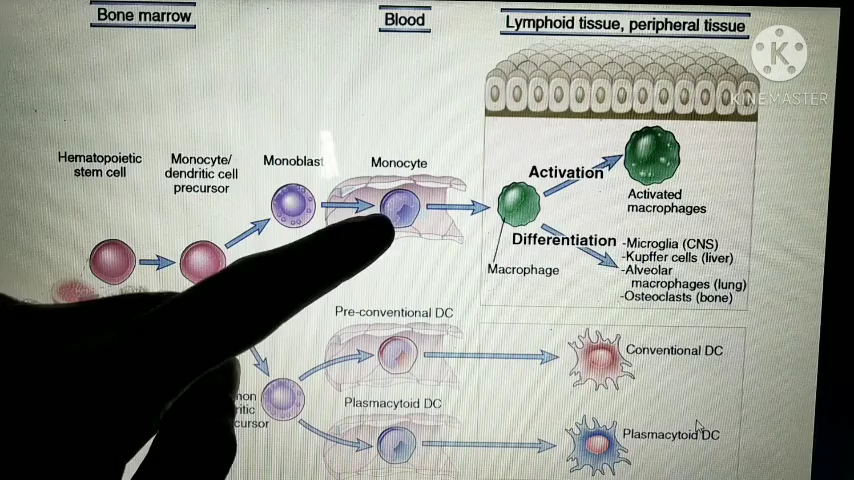 Bone marrow
Blood
Lymphoid tissue, peripheral tissue
K
KINEMASTER
Hematopoietic
stem cell
Monocyte/
dendritic cell
precursor
Monoblast
Monocyte
Activation
Activated
macrophages
Differentiation
Macrophage
-Microglia (CNS)
-Kupffer cells (liver)
-Alveolar
macrophages (lung)
-Osteoclasts (bone)
Pre-conventional DC
Conventional DC
Plasmacytoid DC
Plasmacytoid DC